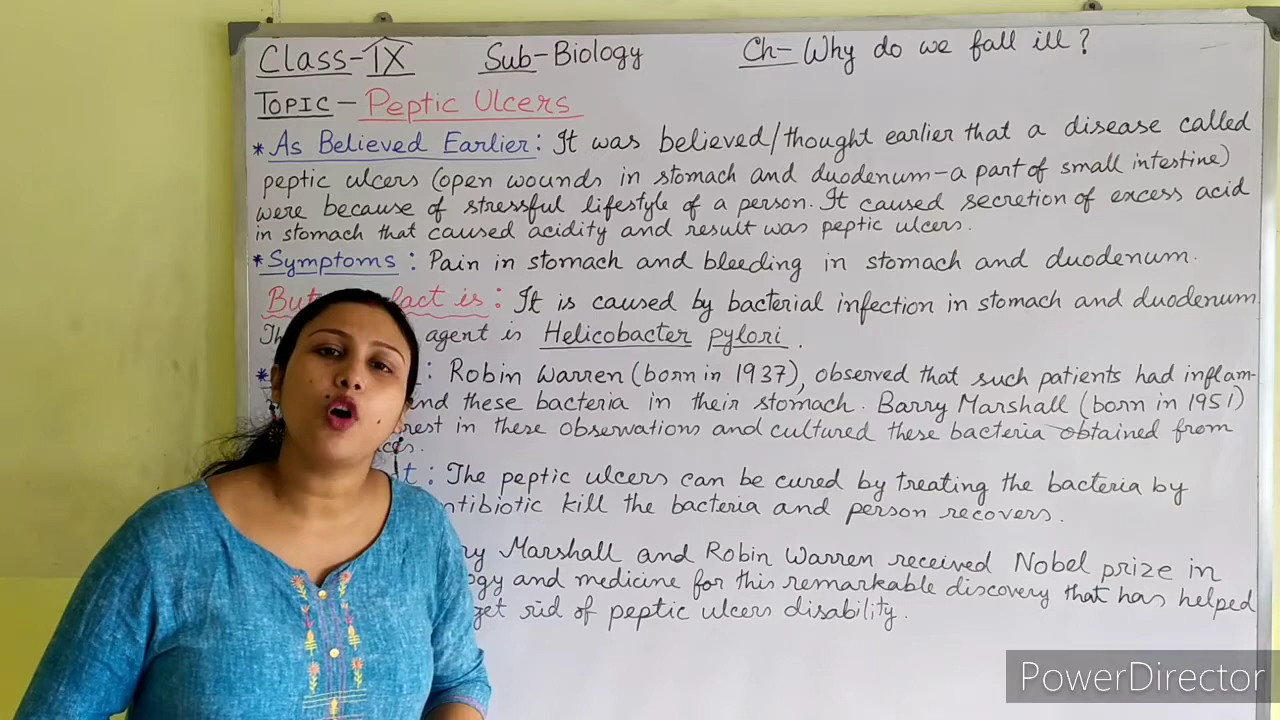 Class-IX Sub-Biology Ch- Why do we fall ill?
Topic - Peptic Ulcers
* As Believed Earlier: It was believed/thought earlier that a disease called
peptic ulcers (open wounds in stomach and duodenum-a part of small intestine)
were because of stressful lifestyle of a person. It caused secretion of excess acid
in stomach that caused acidity and result was peptic ulcers.
* Symptoms: Pain in stomach and bleeding in stomach and duodenum.
But fact is: It is caused by bacterial infection in stomach and duodenum
agent is Helicobacter pylori.
* : Robin Warren (born in 1937), observed that such patients had inflam-
these bacteria in their stomach. Barry Marshall (born in 1951)
in these observations and cultured these bacteria obtained from
: The peptic ulcers can be cured by treating the bacteria by
kill the bacteria and person recovers.
Marshall and Robin Warren received Nobel prize in
and medicine for this remarkable discovery that has helped
get rid of peptic ulcers disability.
PowerDirector